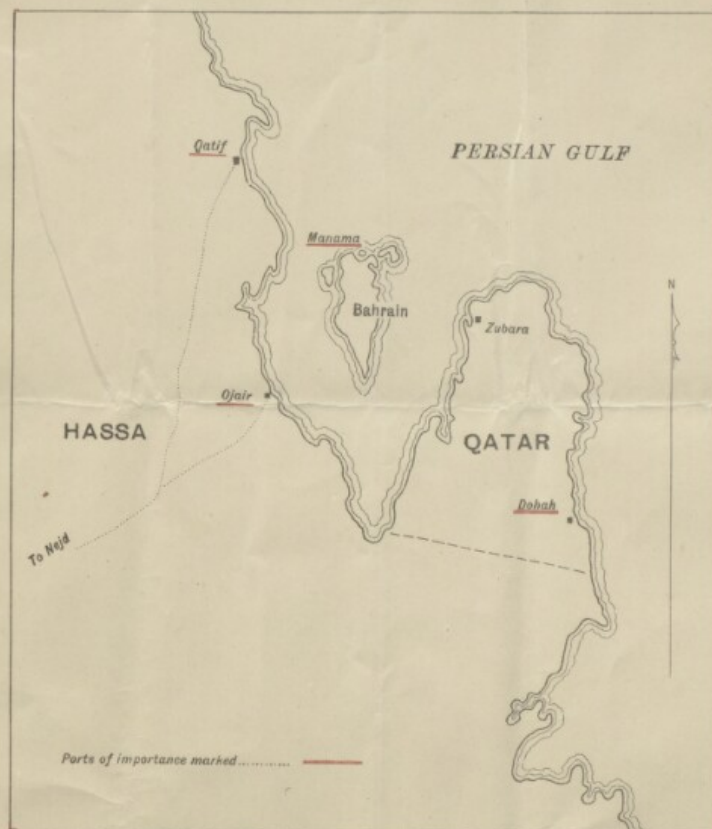 Qatif
PERSIAN GULF
Manama
Bahrain
N
Zubara
Ojair
HASSA
QATAR
Dohah
To Nejd
Ports of importance marked............